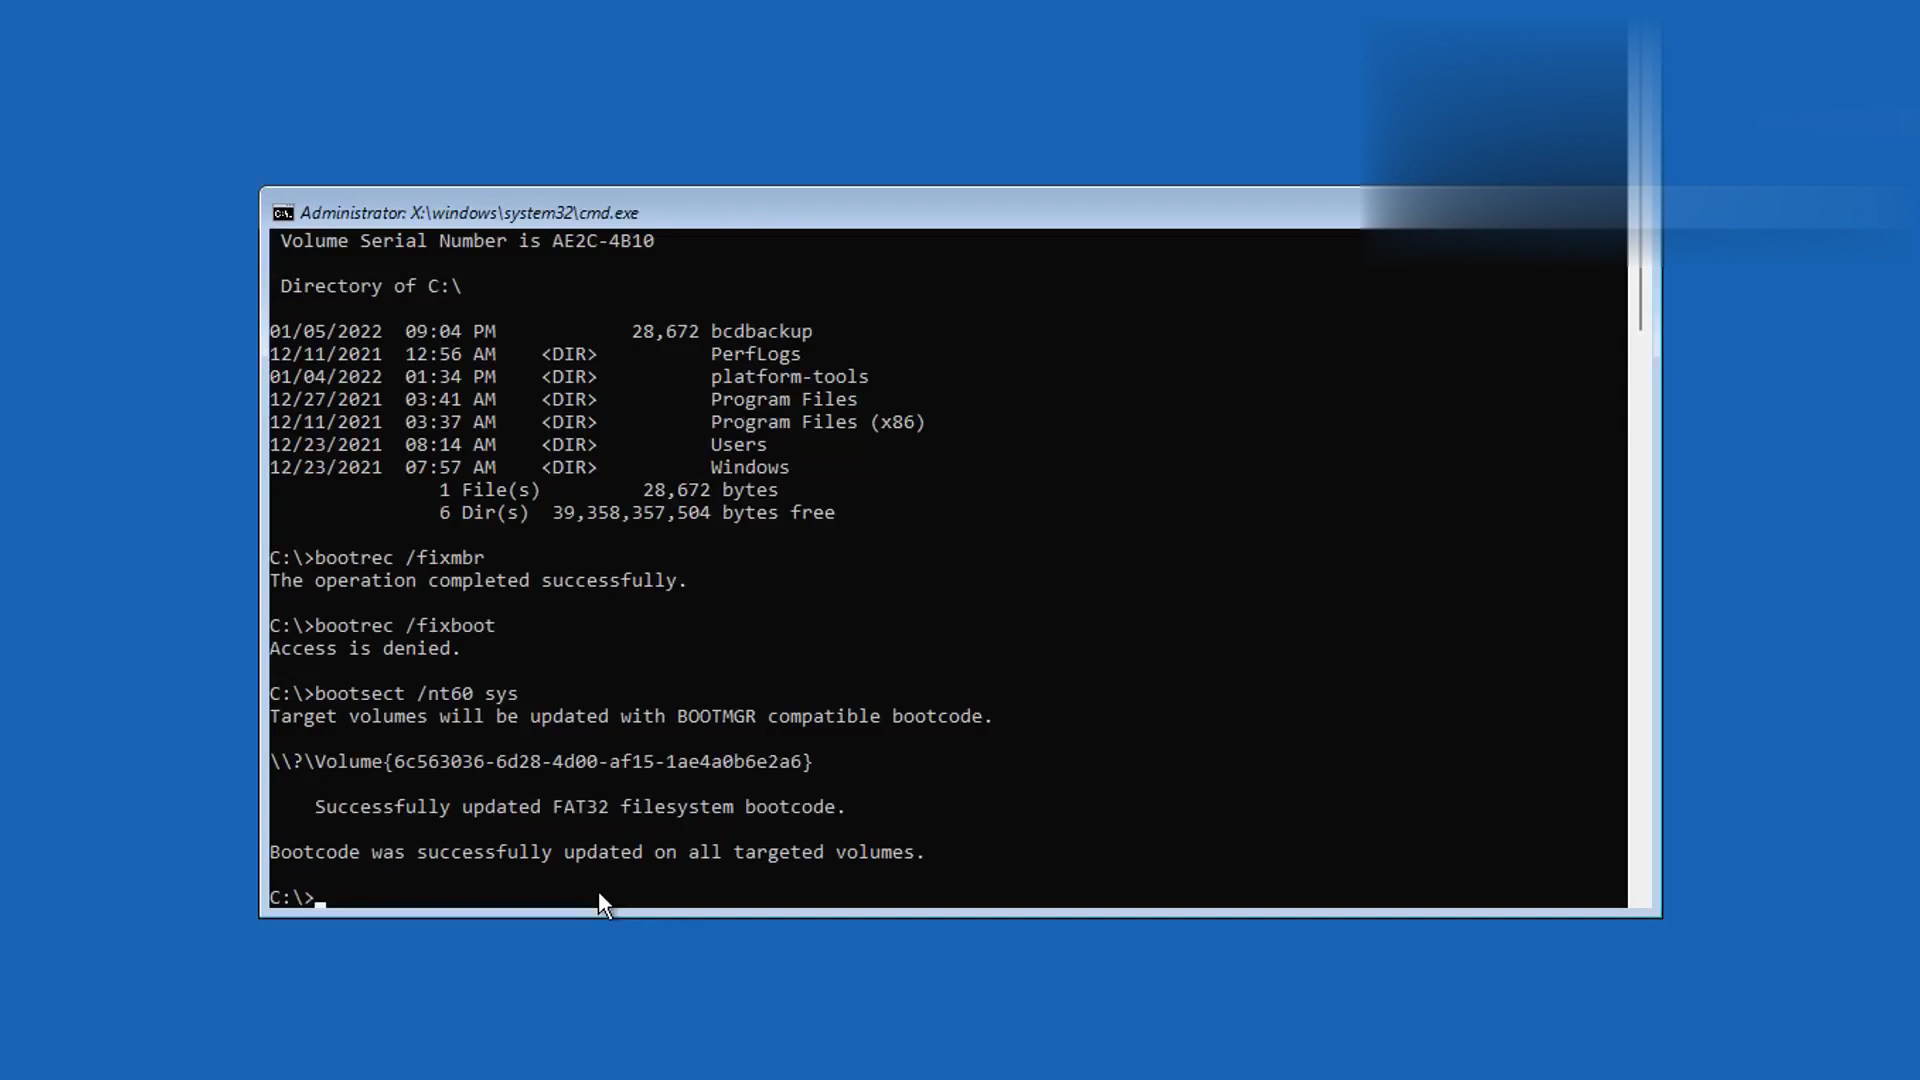 Administrator: X:\windows\system32\cmd.exe
Volume Serial Number is AE2C-4B10
Directory of C:\
01/05/2022 09:04 PM 28,672 bcdbackup
12/11/2021 12:56 AM <DIR> PerfLogs
01/04/2022 01:34 PM <DIR> platform-tools
12/27/2021 03:41 AM <DIR> Program Files
12/11/2021 03:37 AM <DIR> Program Files (x86)
12/23/2021 08:14 AM <DIR> Users
12/23/2021 07:57 AM <DIR> Windows
1 File(s) 28,672 bytes
6 Dir(s) 39,358,357,504 bytes free
C:\>bootrec /fixmbr
The operation completed successfully.
C:\>bootrec /fixboot
Access is denied.
C:\>bootsect /nt60 sys
Target volumes will be updated with BOOTMGR compatible bootcode.
\\?\Volume{6c563036-6d28-4d00-af15-1ae4a0b6e2a6}
Successfully updated FAT32 filesystem bootcode.
Bootcode was successfully updated on all targeted volumes.
C:\>